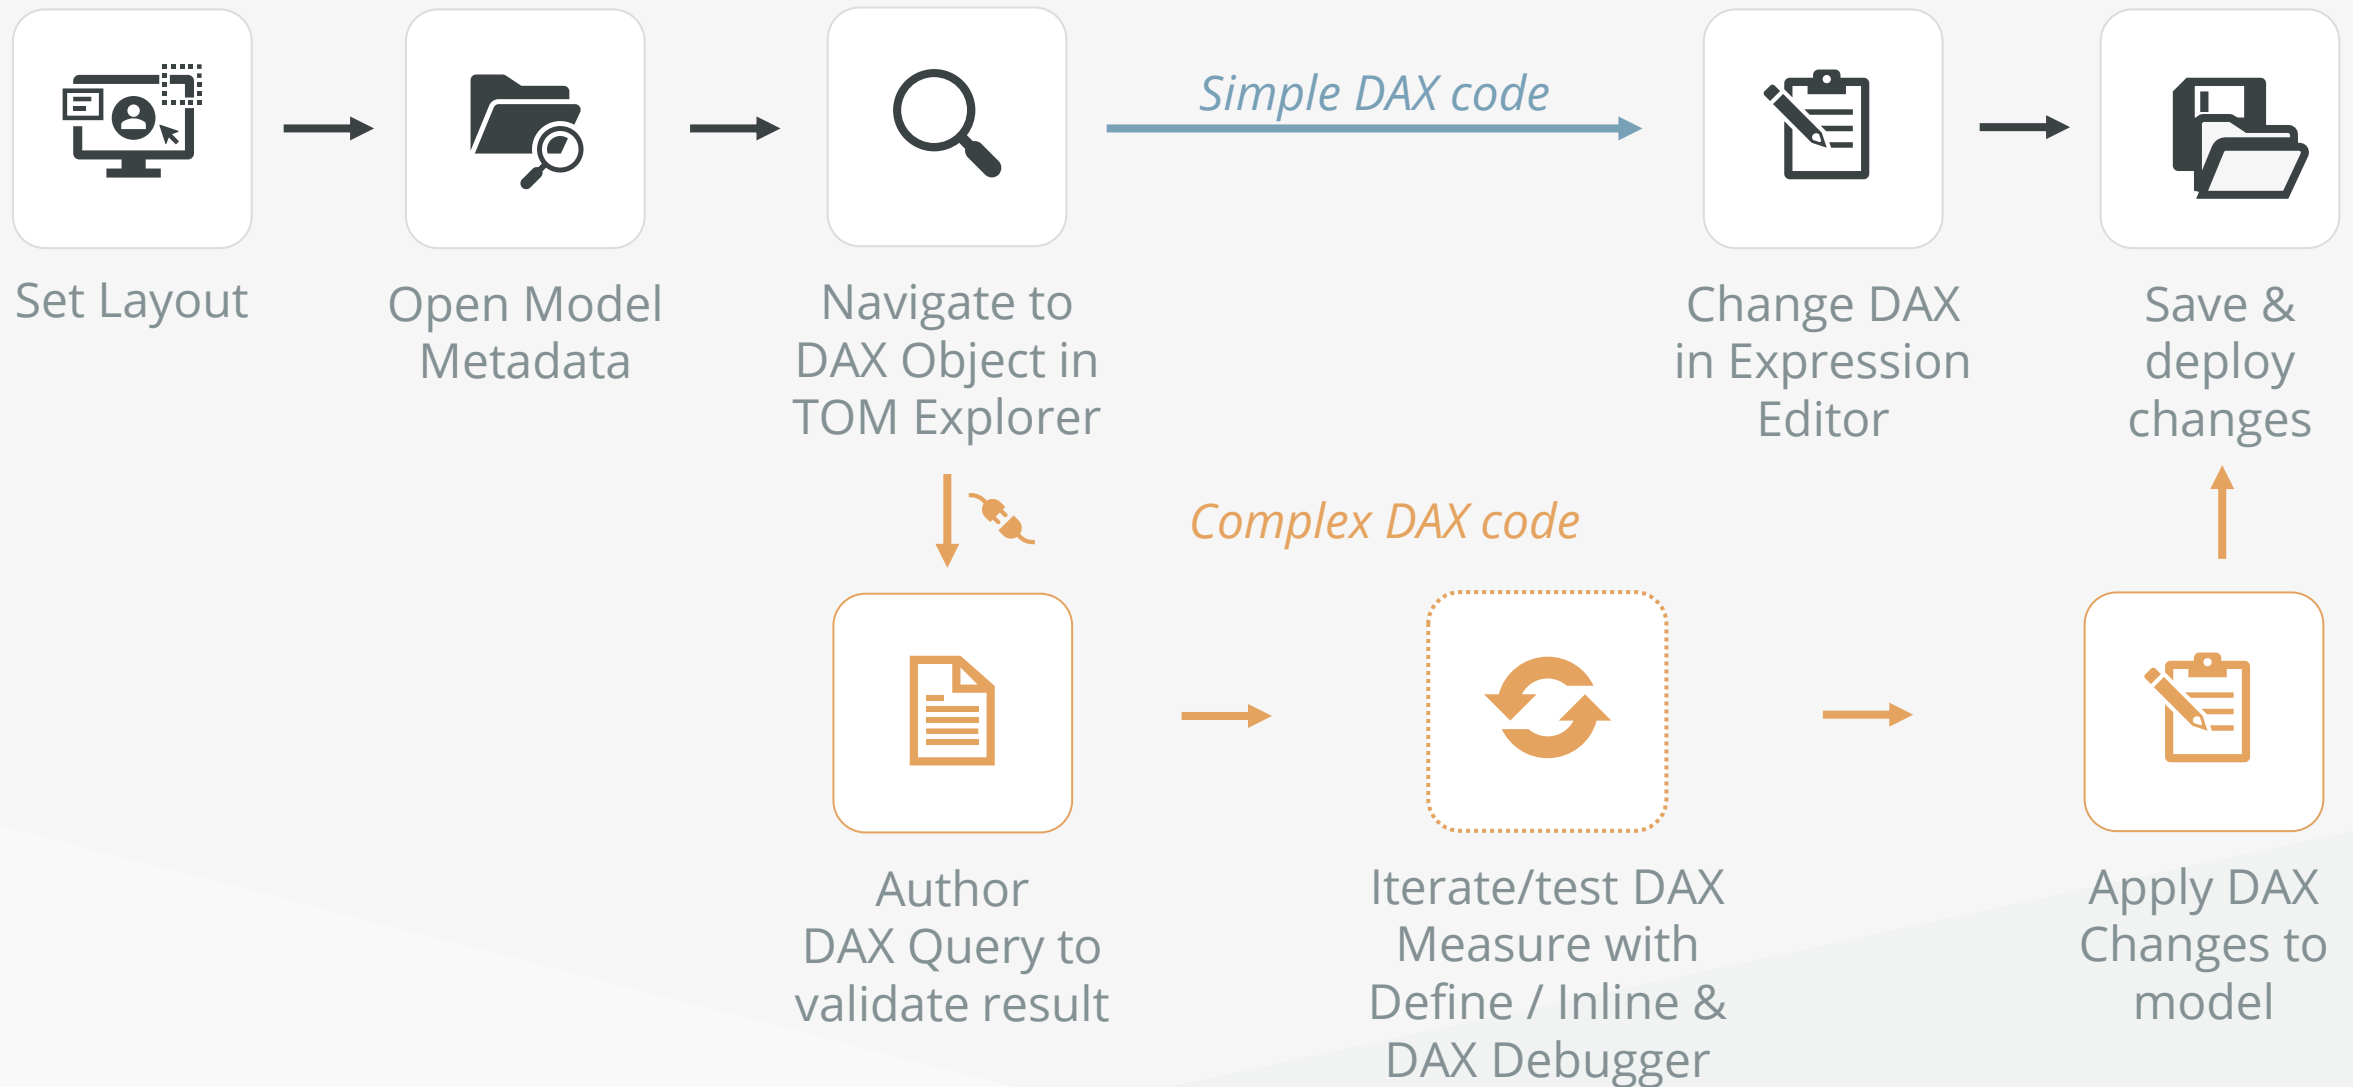 Simple DAX code
Set Layout
Open Model
Metadata
Navigate to
DAX Object in
TOM Explorer
Change DAX
in Expression
Editor
Save &
deploy
changes
Complex DAX code
Author
DAX Query to
validate result
Iterate/test DAX
Measure with
Define / Inline &
DAX Debugger
Apply DAX
Changes to
model